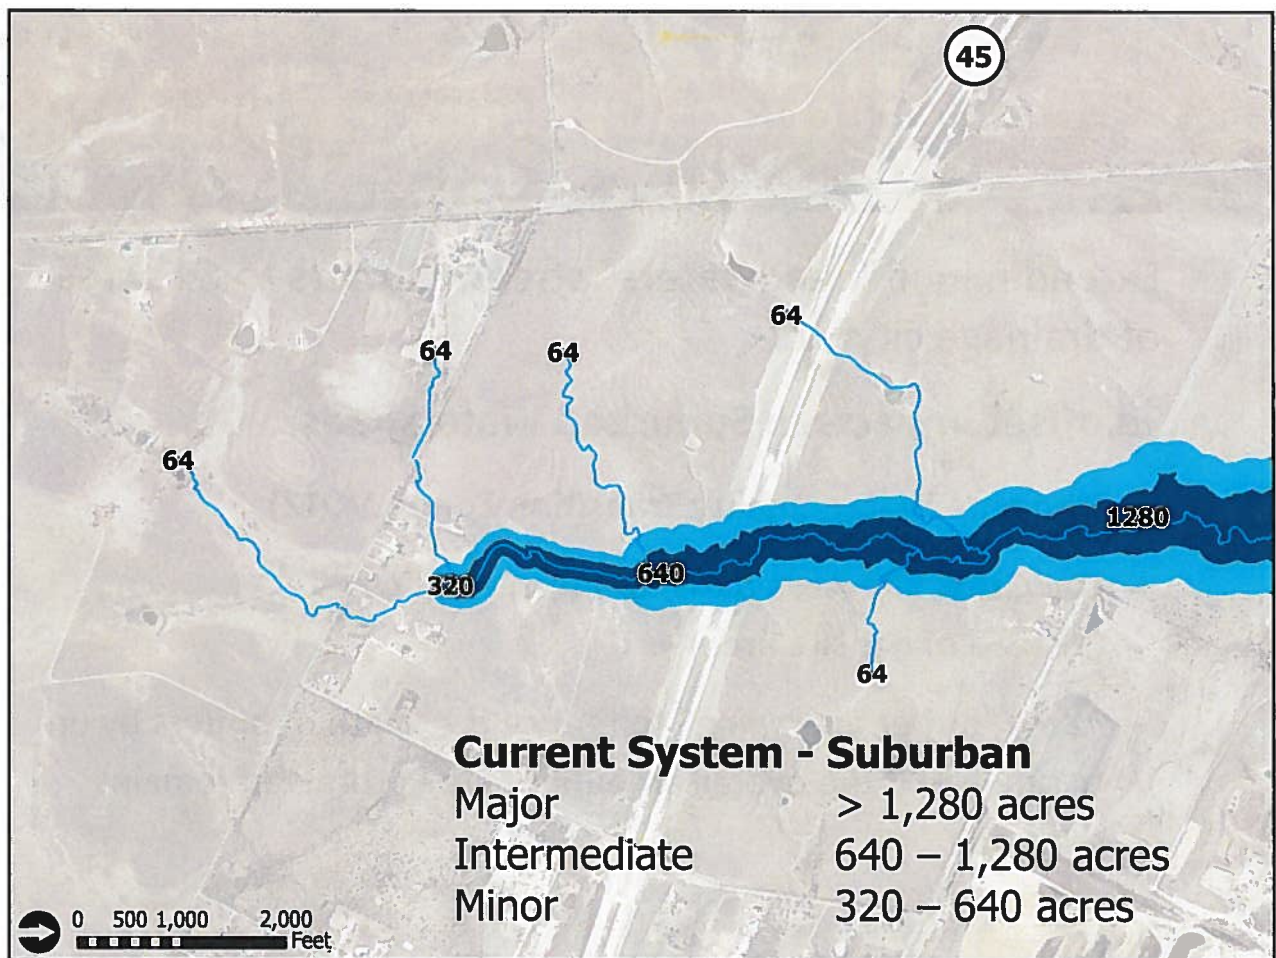 45
64
64
64
64
1280
320
640
64
Current System - Suburban
Major > 1,280 acres
Intermediate 640 – 1,280 acres
Minor 320 – 640 acres
0 500 1,000 2,000
Feet